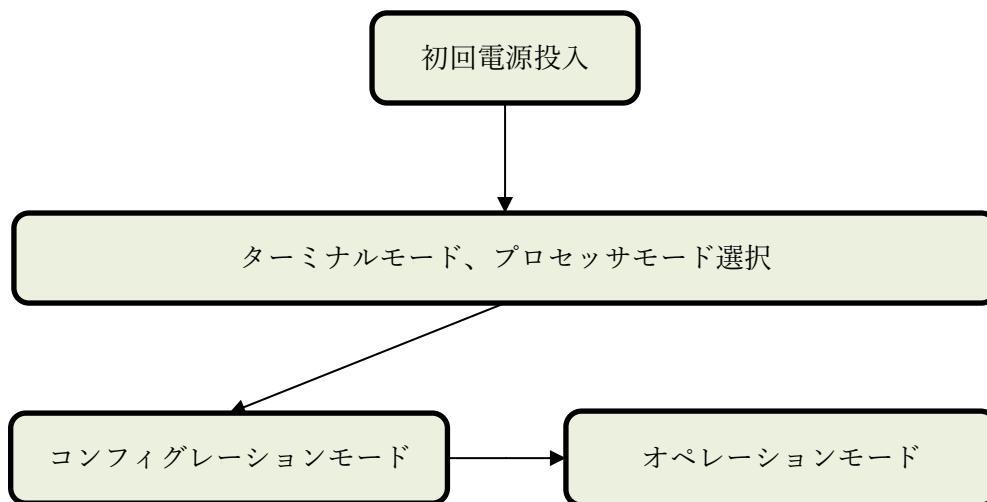 初回電源投入
ターミナルモード、プロセッサモード選択
コンフィグレーションモード
オペレーションモード